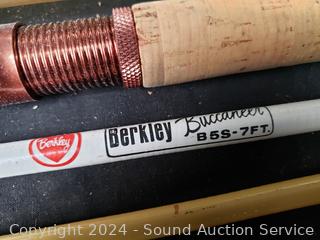 Berkley
Berkley Buccaneer
B5S-7FT.
Copyright 2024 - Sound Auction Service